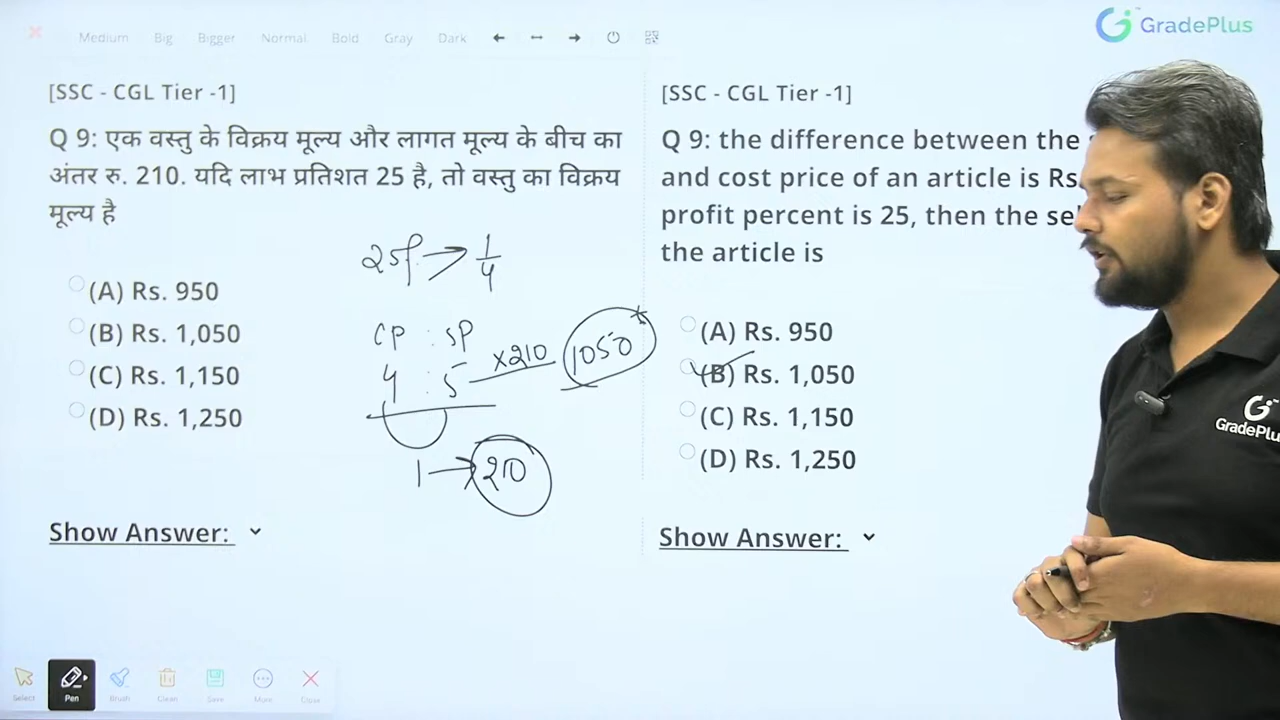 Medium Big Bigger Normal Bold Gray Dark
GradePlus
[SSC - CGL Tier -1]
Q 9: एक वस्तु के विक्रय मूल्य और लागत मूल्य के बीच का
अंतर रु. 210. यदि लाभ प्रतिशत 25 है, तो वस्तु का विक्रय
मूल्य है
(A) Rs. 950
(B) Rs. 1,050
(C) Rs. 1,150
(D) Rs. 1,250
Show Answer:
1/4
CP : SP
4 : 5 ×210 1050
1 → 210
[SSC - CGL Tier -1]
Q 9: the difference between the
and cost price of an article is Rs.
profit percent is 25, then the
the article is
(A) Rs. 950
(B) Rs. 1,050
(C) Rs. 1,150
(D) Rs. 1,250
Show Answer:
GradePlu
Select Pen Brush Clean Save More Close